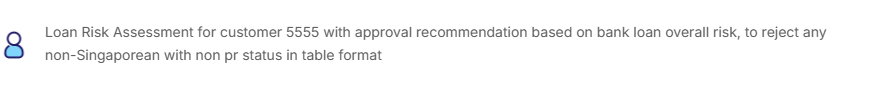 Loan Risk Assessment for customer 5555 with approval recommendation based on bank loan overall risk, to reject any
non-Singaporean with non pr status in table format